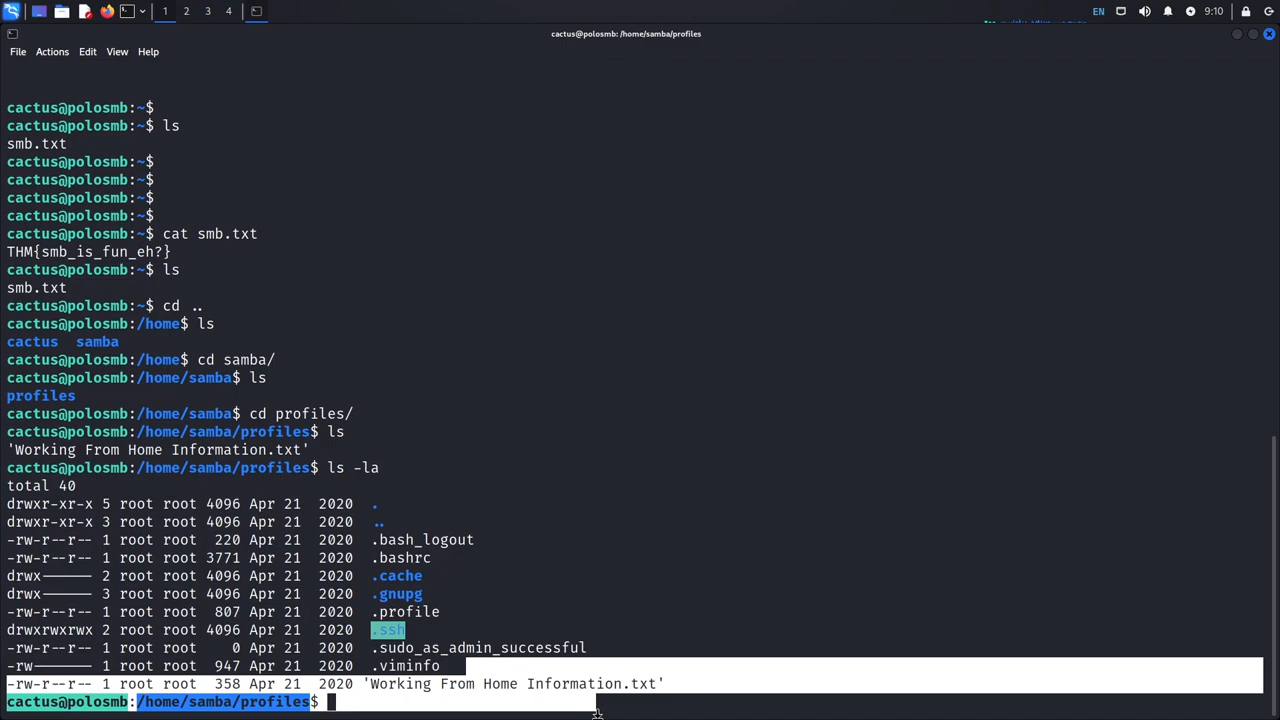 1 2 3 4 EN 9:10
cactus@polosmb: /home/samba/profiles
File Actions Edit View Help
cactus@polosmb:~$
cactus@polosmb:~$ ls
smb.txt
cactus@polosmb:~$
cactus@polosmb:~$
cactus@polosmb:~$
cactus@polosmb:~$
cactus@polosmb:~$ cat smb.txt
THM{smb_is_fun_eh?}
cactus@polosmb:~$ ls
smb.txt
cactus@polosmb:~$ cd ..
cactus@polosmb:/home$ ls
cactus samba
cactus@polosmb:/home$ cd samba/
cactus@polosmb:/home/samba$ ls
profiles
cactus@polosmb:/home/samba$ cd profiles/
cactus@polosmb:/home/samba/profiles$ ls
'Working From Home Information.txt'
cactus@polosmb:/home/samba/profiles$ ls -la
total 40
drwxr-xr-x 5 root root 4096 Apr 21 2020 .
drwxr-xr-x 3 root root 4096 Apr 21 2020 ..
-rw-r--r-- 1 root root 220 Apr 21 2020 .bash_logout
-rw-r--r-- 1 root root 3771 Apr 21 2020 .bashrc
drwx------ 2 root root 4096 Apr 21 2020 .cache
drwx------ 3 root root 4096 Apr 21 2020 .gnupg
-rw-r--r-- 1 root root 807 Apr 21 2020 .profile
drwxrwxrwx 2 root root 4096 Apr 21 2020 .ssh
-rw-r--r-- 1 root root 0 Apr 21 2020 .sudo_as_admin_successful
-rw------- 1 root root 947 Apr 21 2020 .viminfo
-rw-r--r-- 1 root root 358 Apr 21 2020 'Working From Home Information.txt'
cactus@polosmb:/home/samba/profiles$